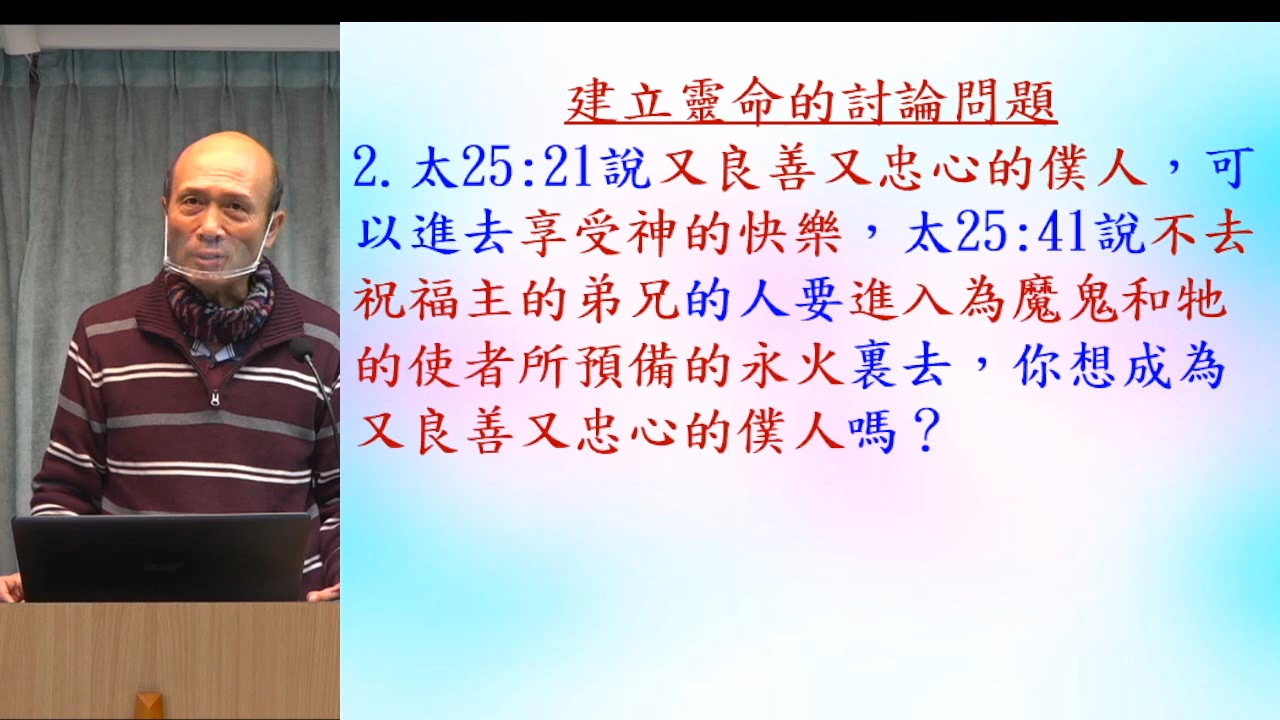 建立靈命的討論問題
2. 太25:21說又良善又忠心的僕人，可
以進去享受神的快樂，太25:41說不去
祝福主的弟兄的人要進入為魔鬼和牠
的使者所預備的永火裏去，你想成為
又良善又忠心的僕人嗎？